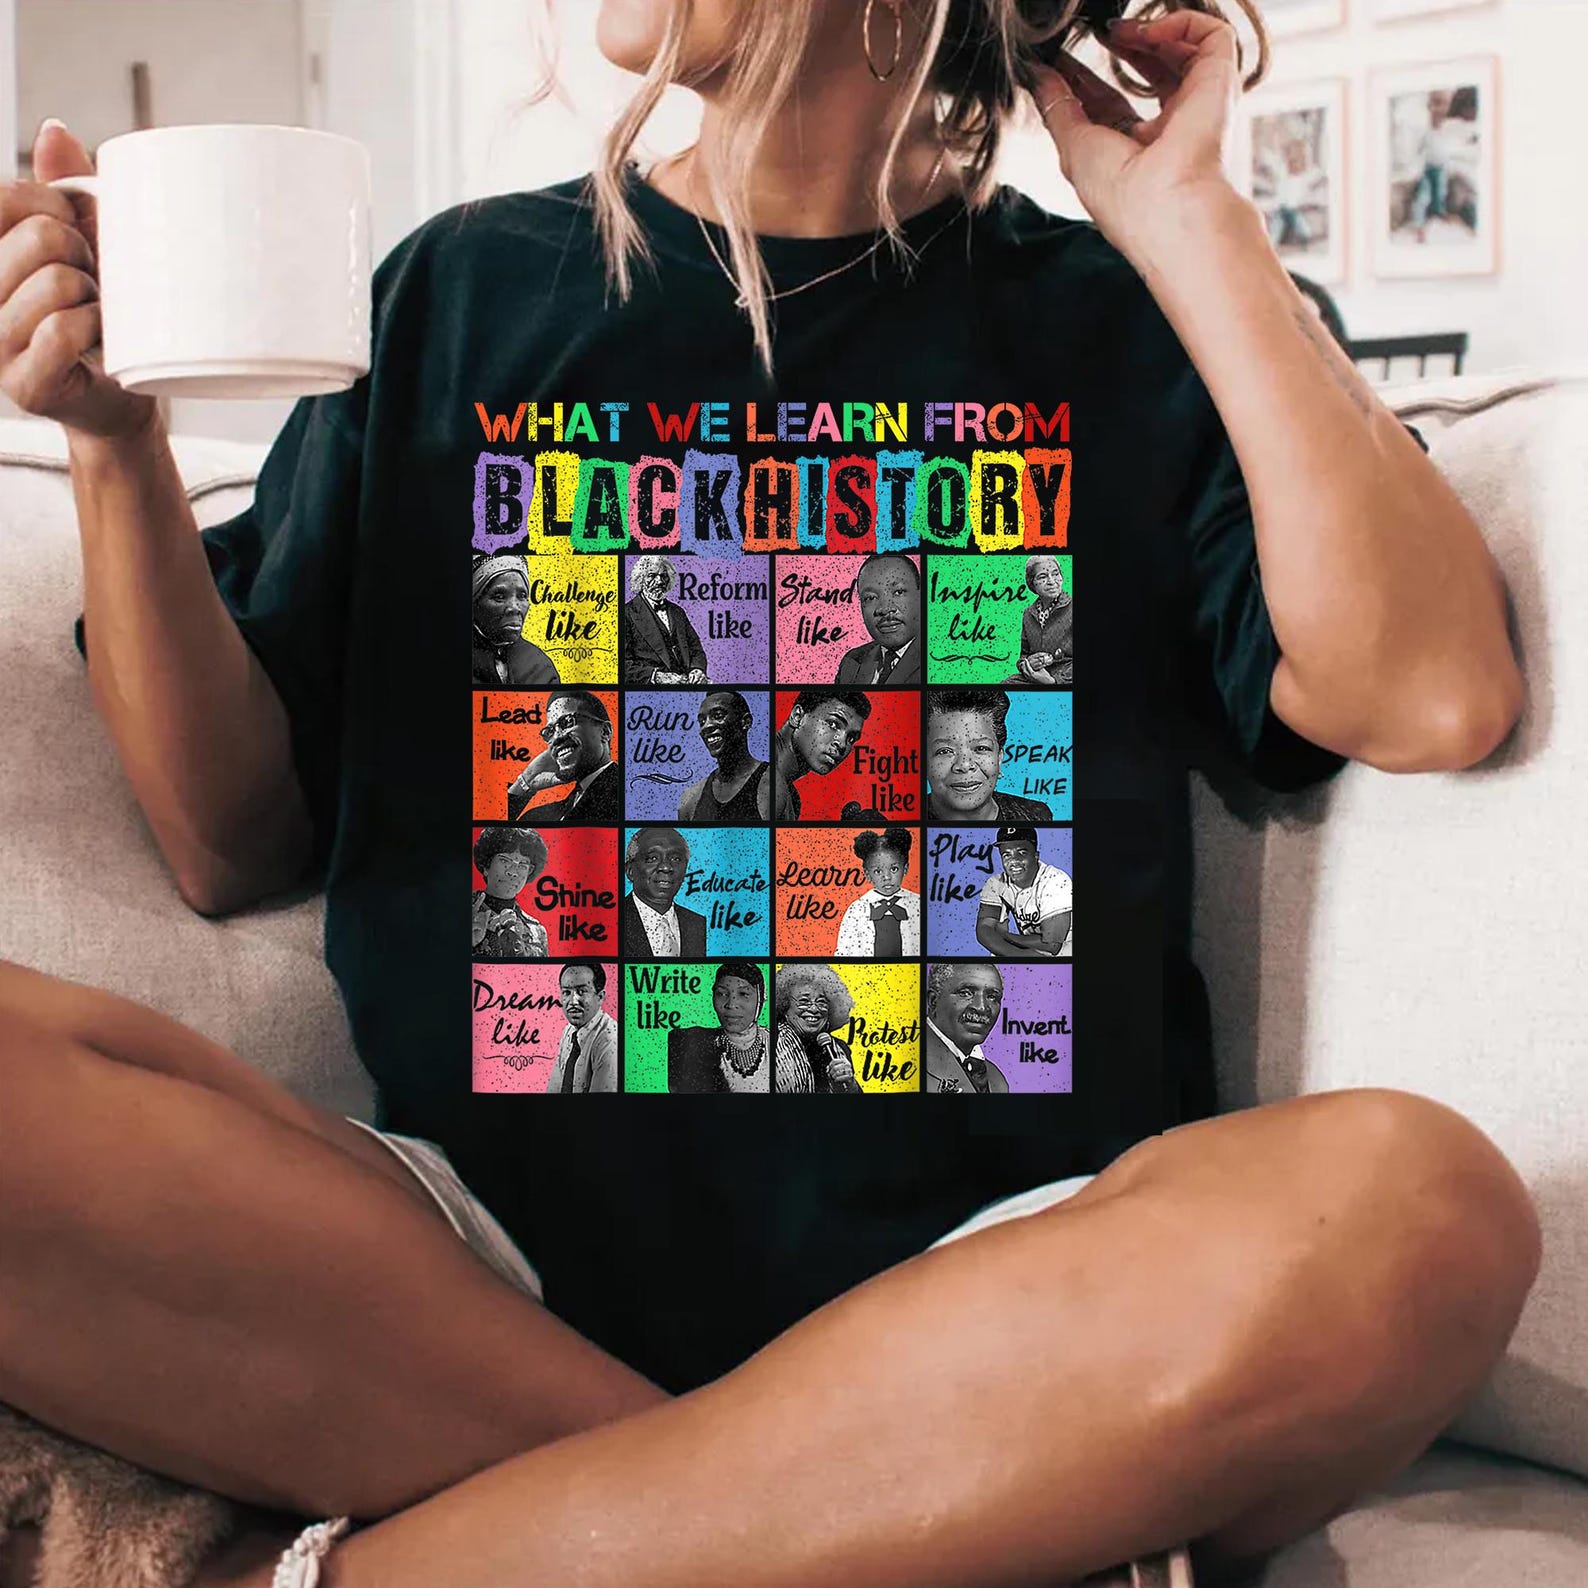 WHAT WE LEARN FROM
BLACK HISTORY
Challenge
like
Reform
like
Stand
like
Inspire
like
Lead
like
Run
like
Fight
like
SPEAK
LIKE
Shine
like
Educate
like
Learn
like
Play
like
Dream
like
Write
like
Protest
like
Invent
like